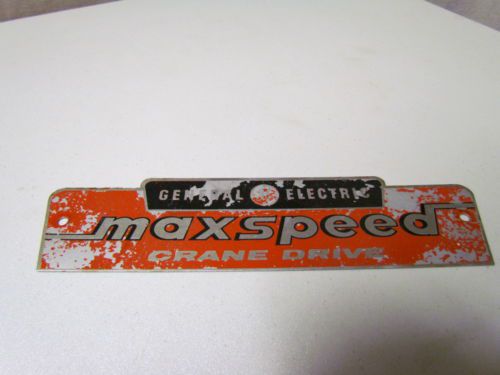 GENERAL ELECTRIC
maxspeed
CRANE DRIVE